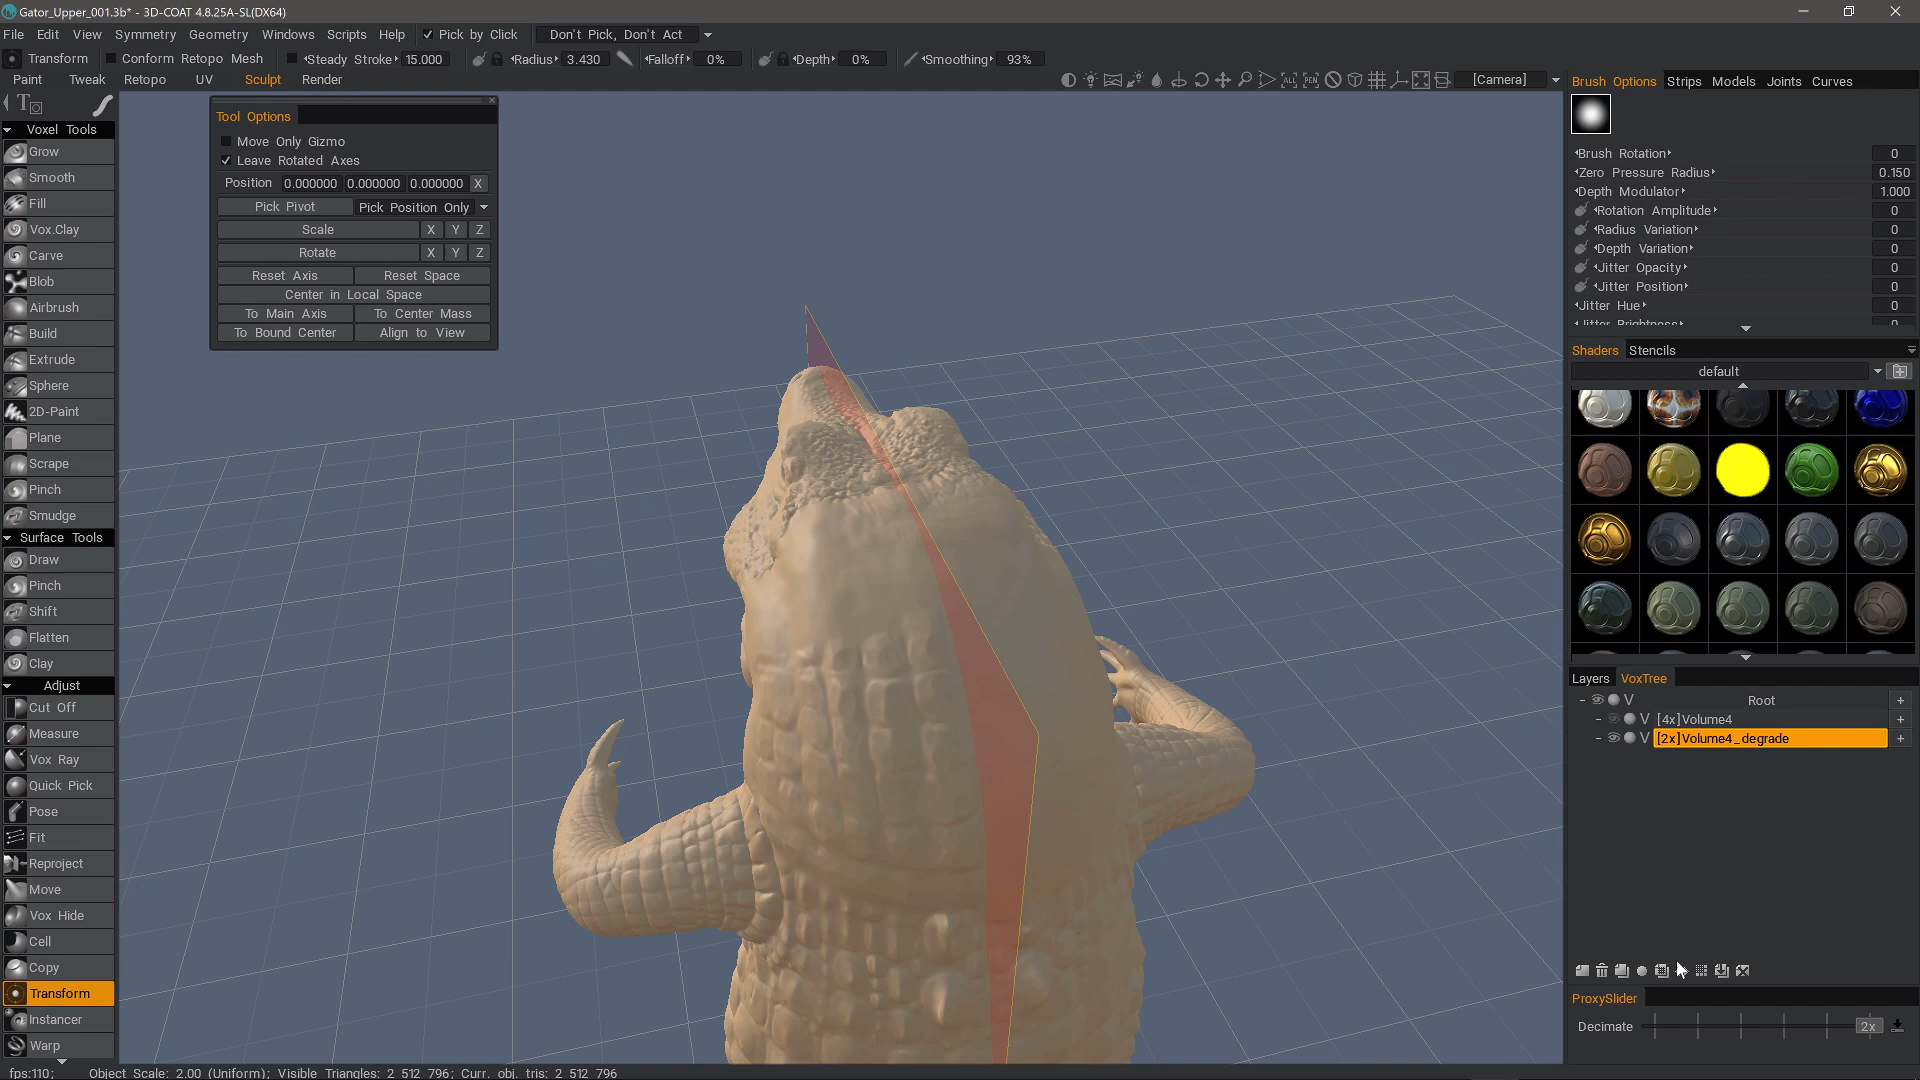 Gator_Upper_001.3b* - 3D-COAT 4.8.25A-SL(DX64)
File Edit View Symmetry Geometry Windows Scripts Help Pick by Click Don't Pick, Don't Act
Transform Conform Retopo Mesh Steady Stroke 15.000 Radius 3.430 Falloff 0% Depth 0% Smoothing 93%
Paint Tweak Retopo UV Sculpt Render [Camera]
Voxel Tools
Grow
Smooth
Fill
Vox.Clay
Carve
Blob
Airbrush
Build
Extrude
Sphere
2D-Paint
Plane
Scrape
Pinch
Smudge
Surface Tools
Draw
Pinch
Shift
Flatten
Clay
Adjust
Cut Off
Measure
Vox Ray
Quick Pick
Pose
Fit
Reproject
Move
Vox Hide
Cell
Copy
Transform
Instancer
Warp
Tool Options
Move Only Gizmo
Leave Rotated Axes
Position 0.000000 0.000000 0.000000 X
Pick Pivot Pick Position Only
Scale X Y Z
Rotate X Y Z
Reset Axis Reset Space
Center in Local Space
To Main Axis To Center Mass
To Bound Center Align to View
Brush Options Strips Models Joints Curves
Brush Rotation 0
Zero Pressure Radius 0.150
Depth Modulator 1.000
Rotation Amplitude 0
Radius Variation 0
Depth Variation 0
Jitter Opacity 0
Jitter Position 0
Jitter Hue 0
Jitter Brightness 0
Shaders Stencils
default
Layers VoxTree
V Root +
V [4x]Volume4 +
V [2x]Volume4_degrade +
ProxySlider
Decimate 2x
fps:110; Object Scale: 2.00 (Uniform); Visible Triangles: 2 512 796; Curr. obj. tris: 2 512 796